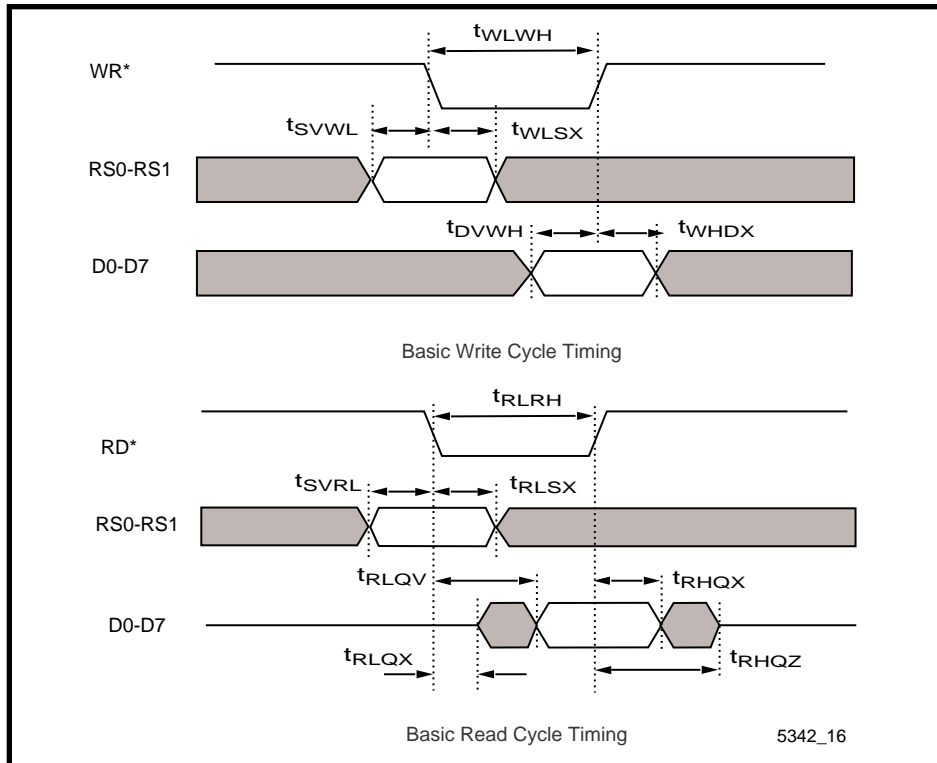 tWLWH
WR*
tSVWL
tWLSX
RS0-RS1
tDVWH
tWHDX
D0-D7
Basic Write Cycle Timing
tRLRH
RD*
tSVRL
tRLSX
RS0-RS1
tRLQV
tRHQX
D0-D7
tRLQX
tRHQZ
Basic Read Cycle Timing
5342_16